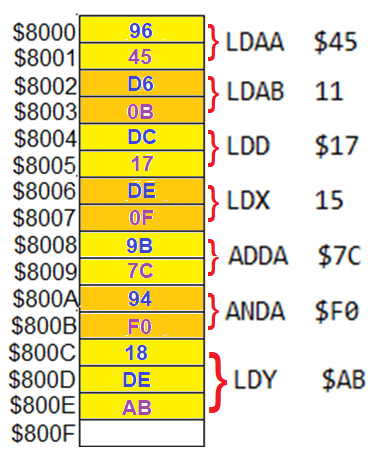 $8000 96 LDAA $45
$8001 45
$8002 D6 LDAB 11
$8003 0B
$8004 DC LDD $17
$8005 17
$8006 DE LDX 15
$8007 0F
$8008 9B ADDA $7C
$8009 7C
$800A 94 ANDA $F0
$800B F0
$800C 18
$800D DE LDY $AB
$800E AB
$800F